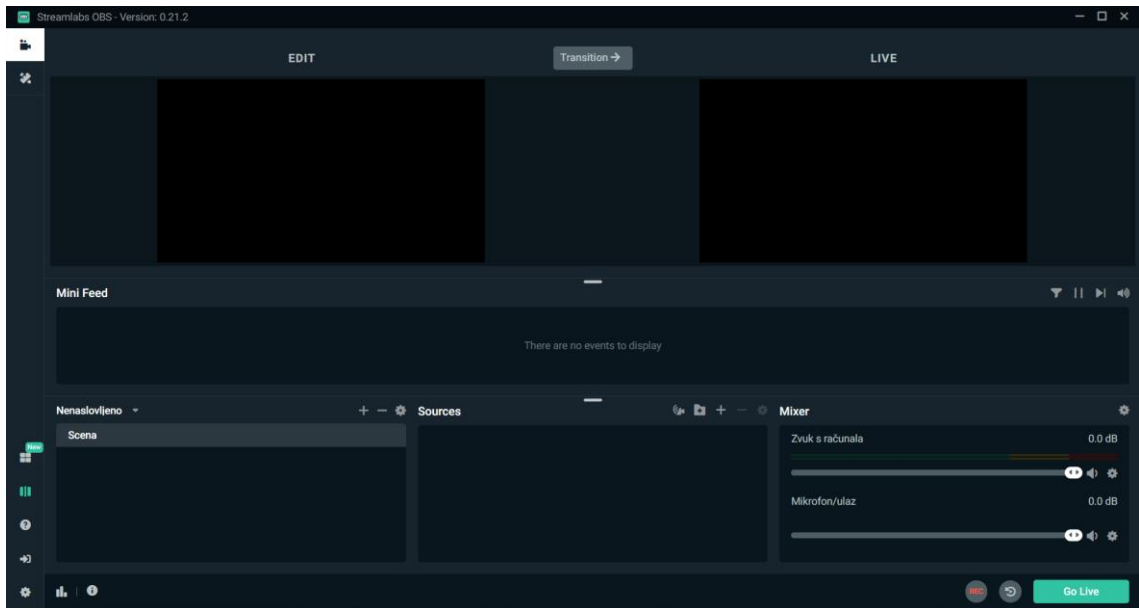 Streamlabs OBS - Version: 0.21.2
EDIT
Transition
LIVE
Mini Feed
There are no events to display
Nenaslovljeno
Sources
Mixer
Scena
Zvuk s računala 0.0 dB
New
Mikrofon/ulaz 0.0 dB
REC
Go Live